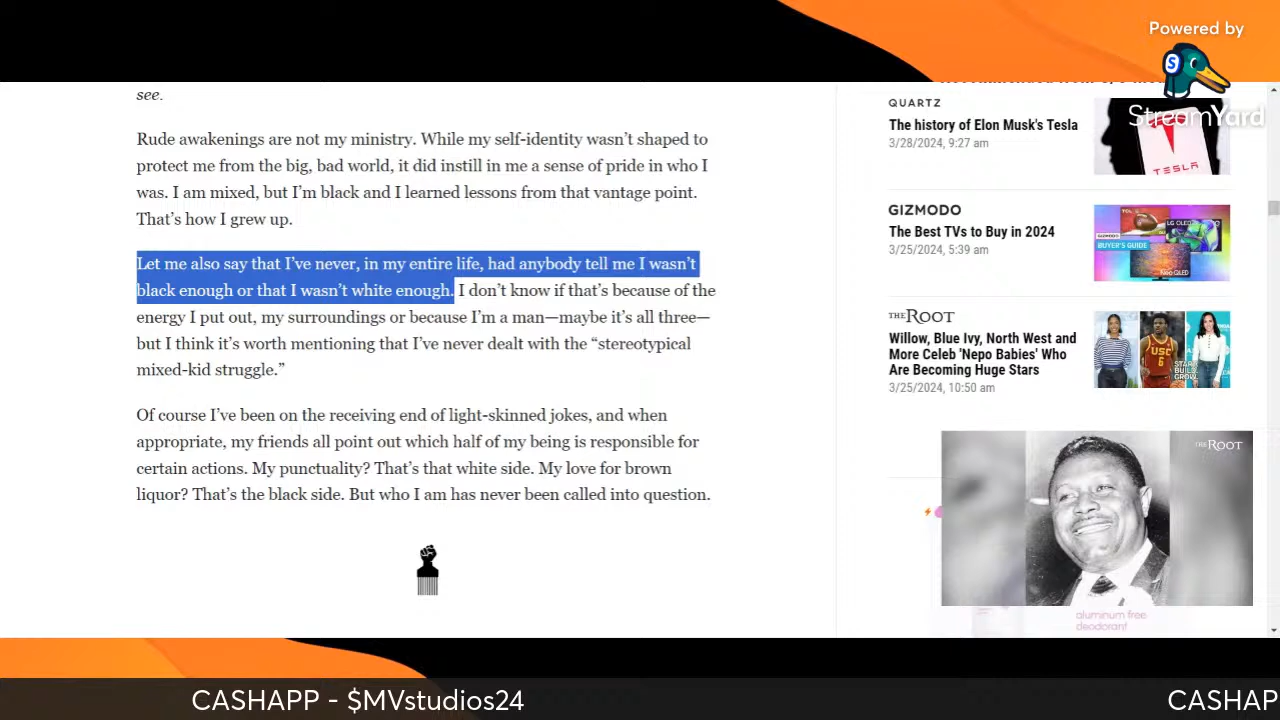 Powered by
StreamYard
see.
Rude awakenings are not my ministry. While my self-identity wasn’t shaped to
protect me from the big, bad world, it did instill in me a sense of pride in who I
was. I am mixed, but I’m black and I learned lessons from that vantage point.
That’s how I grew up.
Let me also say that I’ve never, in my entire life, had anybody tell me I wasn’t
black enough or that I wasn’t white enough. I don’t know if that’s because of the
energy I put out, my surroundings or because I’m a man—maybe it’s all three—
but I think it’s worth mentioning that I’ve never dealt with the “stereotypical
mixed-kid struggle.”
Of course I’ve been on the receiving end of light-skinned jokes, and when
appropriate, my friends all point out which half of my being is responsible for
certain actions. My punctuality? That’s that white side. My love for brown
liquor? That’s the black side. But who I am has never been called into question.
QUARTZ
The history of Elon Musk's Tesla
3/28/2024, 9:27 am
TESLA
GIZMODO
The Best TVs to Buy in 2024
3/25/2024, 5:39 am
TCL
LG OLED
GIZMODO
BUYER'S GUIDE
Neo QLED
THE ROOT
Willow, Blue Ivy, North West and
More Celeb 'Nepo Babies' Who
Are Becoming Huge Stars
3/25/2024, 10:50 am
USC
6
THE ROOT
aluminum free
deodorant
CASHAPP - $MVstudios24
CASHAP